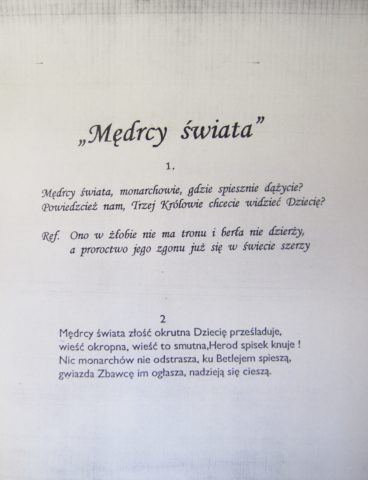 „Mędrcy świata”
1.
Mędrcy świata, monarchowie, gdzie spiesznie dążycie?
Powiedzcież nam, Trzej Królowie chcecie widzieć Dziecię?
Ref. Ono w żłobie nie ma tronu i berła nie dzierży,
a proroctwo jego zgonu już się w świecie szerzy
2
Mędrcy świata złość okrutna Dziecię prześladuje,
wieść okropna, wieść to smutna,Herod spisek knuje !
Nic monarchów nie odstrasza, ku Betlejem spieszą,
gwiazda Zbawcę im ogłasza, nadzieją się cieszą.